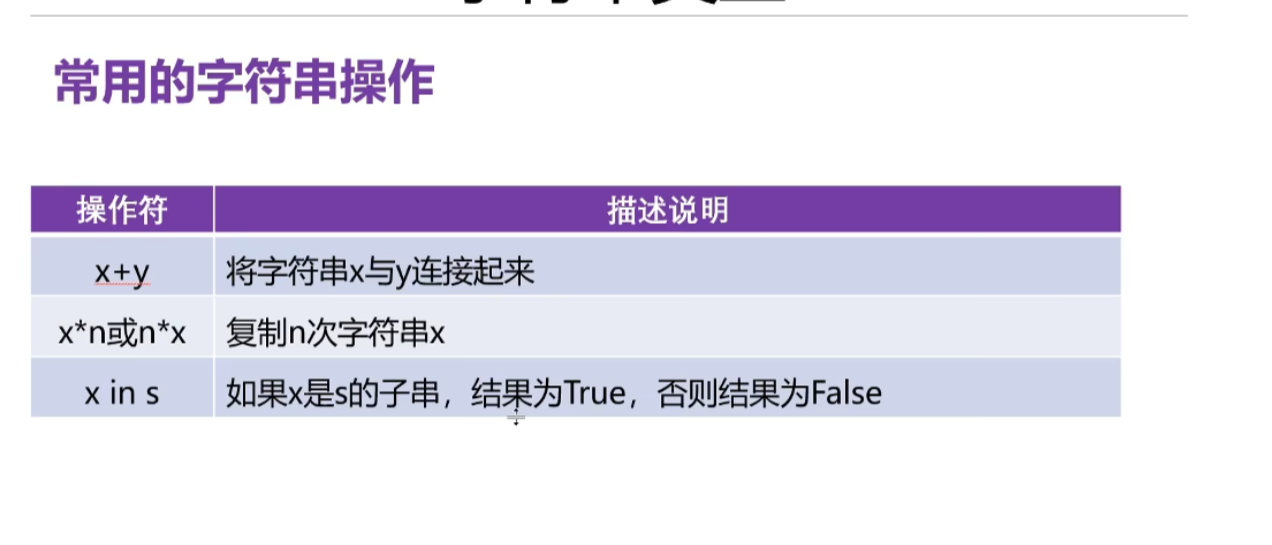 常用的字符串操作
操作符 描述说明
x+y 将字符串x与y连接起来
x*n或n*x 复制n次字符串x
x in s 如果x是s的子串，结果为True，否则结果为False